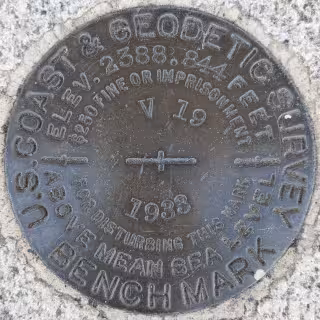 U.S. COAST & GEODETIC SURVEY
ELEV. 2388.844 FEET
$250 FINE OR IMPRISONMENT
V 19
1933
FOR DISTURBING THIS MARK
ABOVE MEAN SEA LEVEL
BENCH MARK